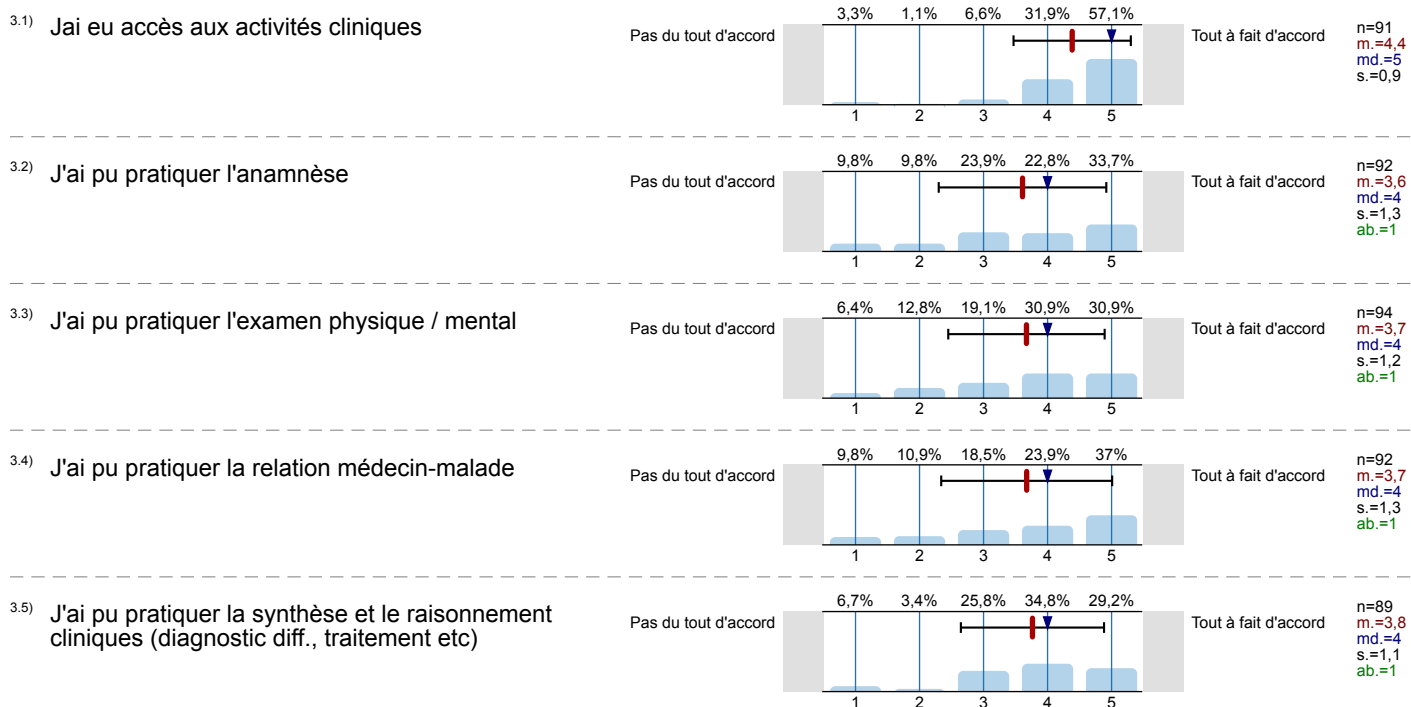 3.1) Jai eu accès aux activités cliniques
Pas du tout d'accord
3,3% 1,1% 6,6% 31,9% 57,1%
1 2 3 4 5
Tout à fait d'accord
n=91
m.=4,4
md.=5
s.=0,9
3.2) J'ai pu pratiquer l'anamnèse
Pas du tout d'accord
9,8% 9,8% 23,9% 22,8% 33,7%
1 2 3 4 5
Tout à fait d'accord
n=92
m.=3,6
md.=4
s.=1,3
ab.=1
3.3) J'ai pu pratiquer l'examen physique / mental
Pas du tout d'accord
6,4% 12,8% 19,1% 30,9% 30,9%
1 2 3 4 5
Tout à fait d'accord
n=94
m.=3,7
md.=4
s.=1,2
ab.=1
3.4) J'ai pu pratiquer la relation médecin-malade
Pas du tout d'accord
9,8% 10,9% 18,5% 23,9% 37%
1 2 3 4 5
Tout à fait d'accord
n=92
m.=3,7
md.=4
s.=1,3
ab.=1
3.5) J'ai pu pratiquer la synthèse et le raisonnement
cliniques (diagnostic diff., traitement etc)
Pas du tout d'accord
6,7% 3,4% 25,8% 34,8% 29,2%
1 2 3 4 5
Tout à fait d'accord
n=89
m.=3,8
md.=4
s.=1,1
ab.=1